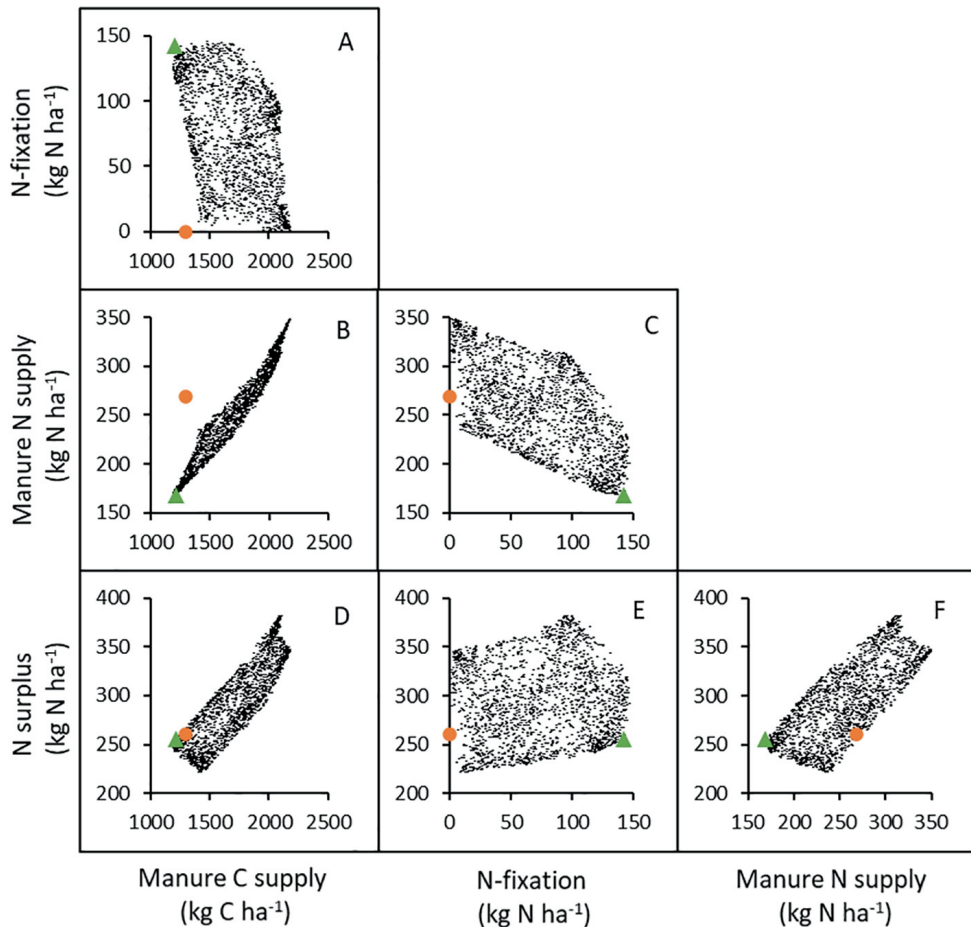 A
N-fixation
(kg N ha⁻¹)
150
100
50
0
1000 1500 2000 2500
B
Manure N supply
(kg N ha⁻¹)
350
300
250
200
150
1000 1500 2000 2500
C
350
300
250
200
150
0 50 100 150
D
N surplus
(kg N ha⁻¹)
400
350
300
250
200
1000 1500 2000 2500
E
400
350
300
250
200
0 50 100 150
F
400
350
300
250
200
150 200 250 300 350
Manure C supply
(kg C ha⁻¹)
N-fixation
(kg N ha⁻¹)
Manure N supply
(kg N ha⁻¹)